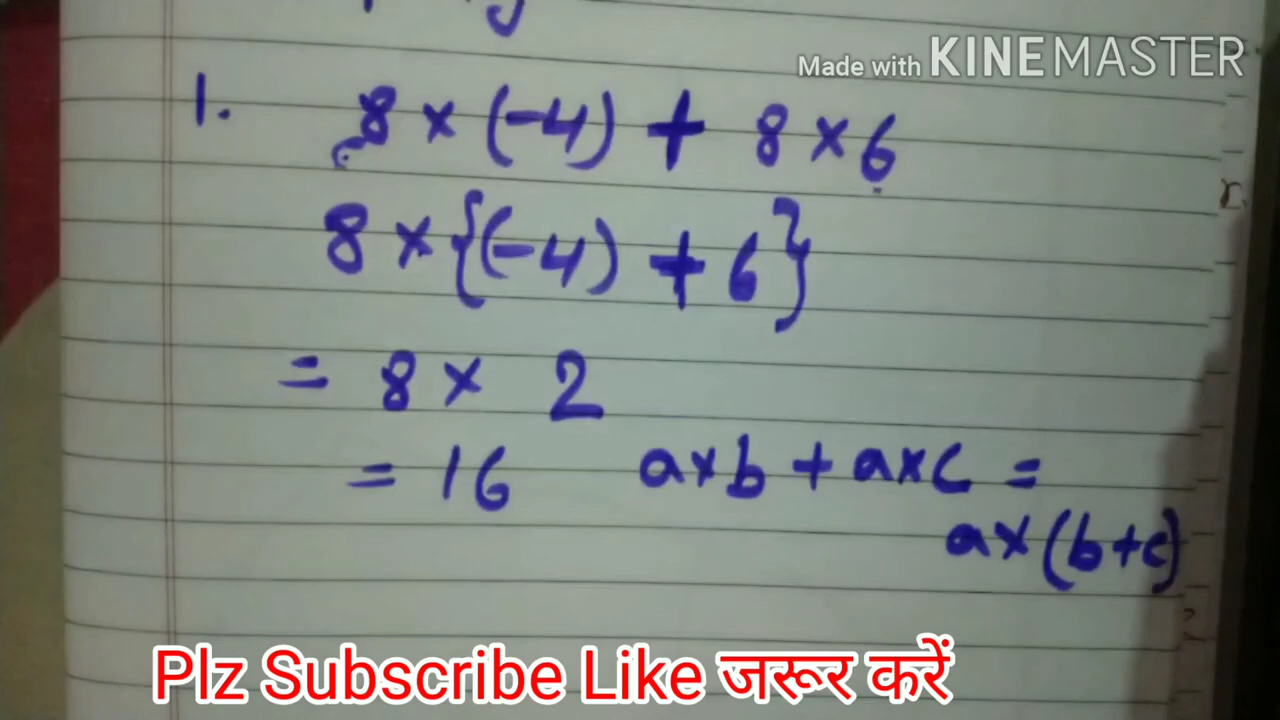 Made with KINEMASTER
1. 8 × (-4) + 8 × 6
8 × {(-4) + 6}
= 8 × 2
= 16 a×b + a×c =
a×(b+c)
Plz Subscribe Like जरूर करें